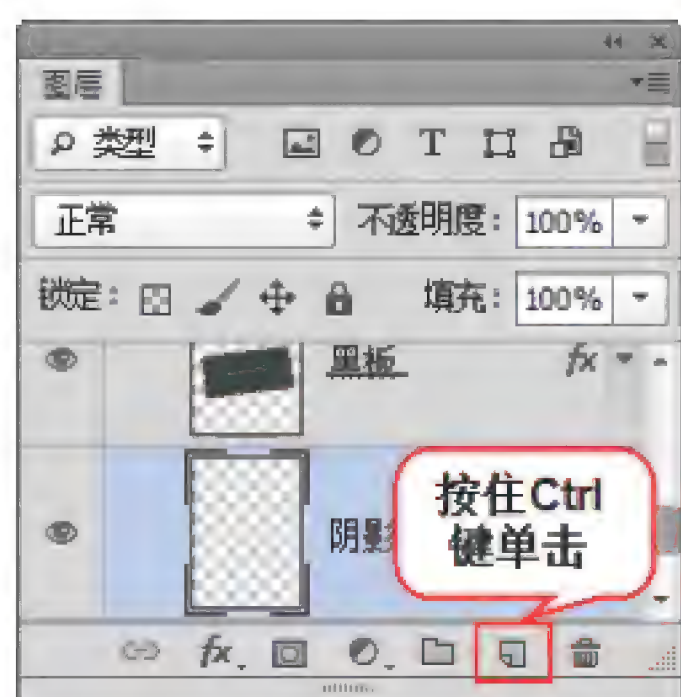 图层
类型 T
正常 不透明度: 100%
锁定: 填充: 100%
黑板 fx
阴影
按住Ctrl
键单击
fx